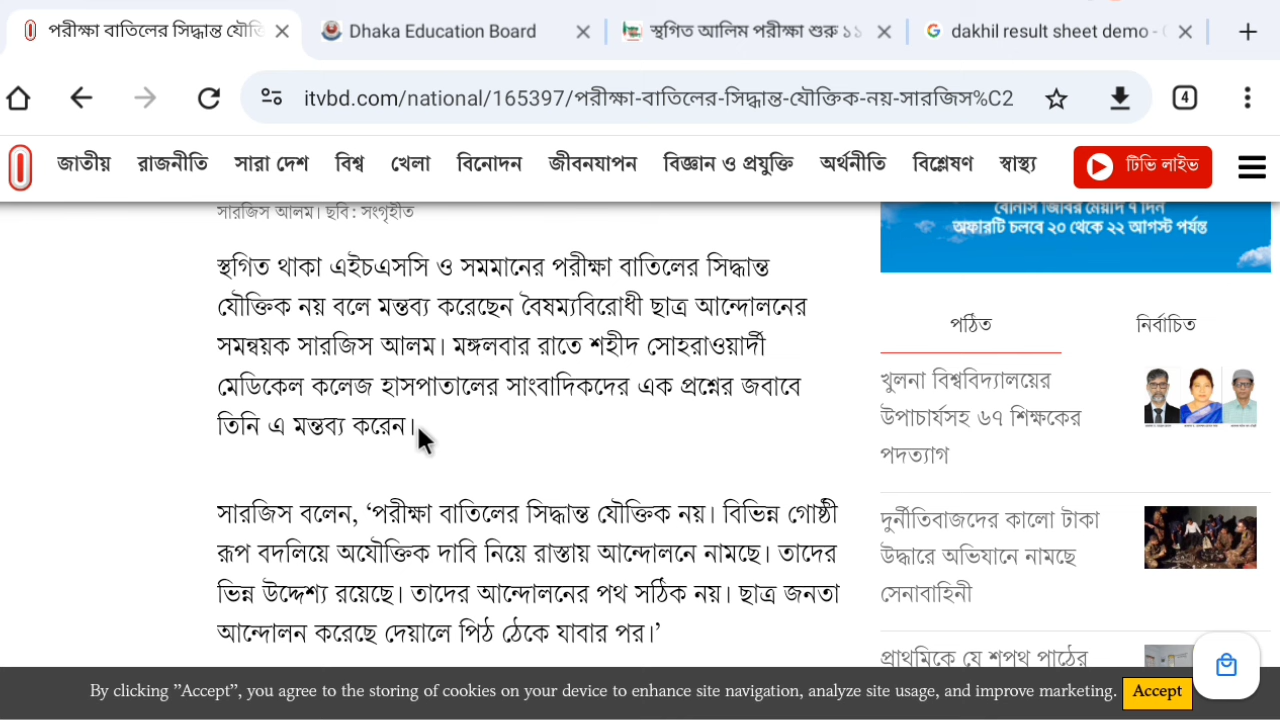 পরীক্ষা বাতিলের সিদ্ধান্ত যৌ
Dhaka Education Board
স্থগিত আলিম পরীক্ষা শুরু ১১
dakhil result sheet demo -
itvbd.com/national/165397/পরীক্ষা-বাতিলের-সিদ্ধান্ত-যৌক্তিক-নয়-সারজিস%C2
4
জাতীয় রাজনীতি সারা দেশ বিশ্ব খেলা বিনোদন জীবনযাপন বিজ্ঞান ও প্রযুক্তি অর্থনীতি বিশ্লেষণ স্বাস্থ্য টিভি লাইভ
সারজিস আলম। ছবি: সংগৃহীত
স্থগিত থাকা এইচএসসি ও সমমানের পরীক্ষা বাতিলের সিদ্ধান্ত
যৌক্তিক নয় বলে মন্তব্য করেছেন বৈষম্যবিরোধী ছাত্র আন্দোলনের
সমন্বয়ক সারজিস আলম। মঙ্গলবার রাতে শহীদ সোহরাওয়ার্দী
মেডিকেল কলেজ হাসপাতালের সাংবাদিকদের এক প্রশ্নের জবাবে
তিনি এ মন্তব্য করেন।
সারজিস বলেন, ‘পরীক্ষা বাতিলের সিদ্ধান্ত যৌক্তিক নয়। বিভিন্ন গোষ্ঠী
রূপ বদলিয়ে অযৌক্তিক দাবি নিয়ে রাস্তায় আন্দোলনে নামছে। তাদের
ভিন্ন উদ্দেশ্য রয়েছে। তাদের আন্দোলনের পথ সঠিক নয়। ছাত্র জনতা
আন্দোলন করেছে দেয়ালে পিঠ ঠেকে যাবার পর।’
বোনাস জিবির মেয়াদ ৭ দিন
অফারটি চলবে ২০ থেকে ২২ আগস্ট পর্যন্ত
পঠিত নির্বাচিত
খুলনা বিশ্ববিদ্যালয়ের
উপাচার্যসহ ৬৭ শিক্ষকের
পদত্যাগ
দুর্নীতিবাজদের কালো টাকা
উদ্ধারে অভিযানে নামছে
সেনাবাহিনী
প্রাথমিকে যে শপথ পাঠের
By clicking ”Accept”, you agree to the storing of cookies on your device to enhance site navigation, analyze site usage, and improve marketing. Accept